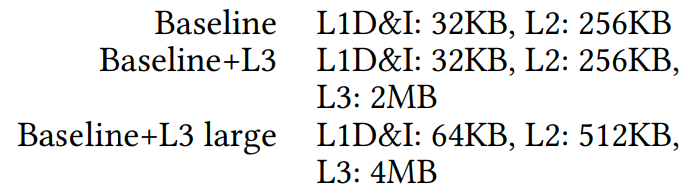 Baseline L1D&I: 32KB, L2: 256KB
Baseline+L3 L1D&I: 32KB, L2: 256KB,
L3: 2MB
Baseline+L3 large L1D&I: 64KB, L2: 512KB,
L3: 4MB